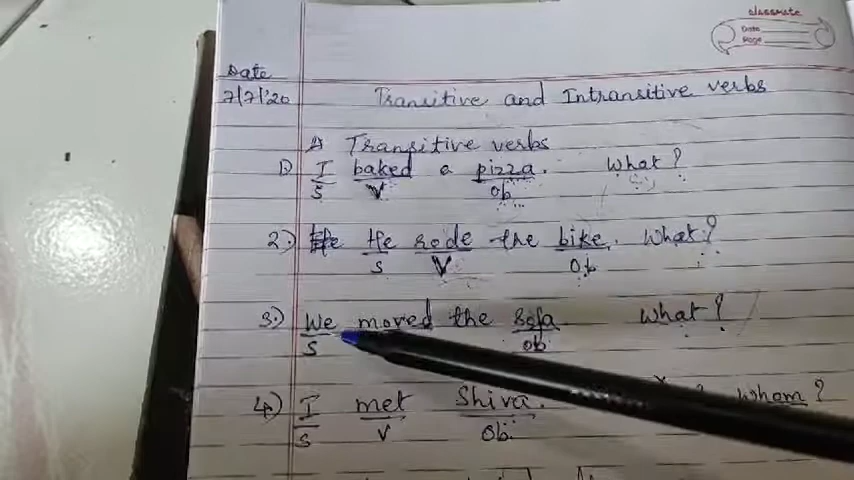 classmate
Date
Page
Date
7/7/'20
Transitive and Intransitive verbs
Transitive verbs
1) I baked a pizza. What?
S V Ob
2.) He rode the bike. What?
S V Ob
3.) We moved the sofa What?
S ob
4.) I met Shiva. Whom?
S V Ob.